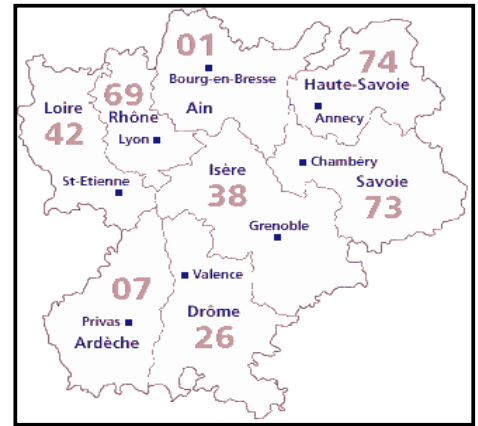 01
Bourg-en-Bresse
Ain
74
Haute-Savoie
Annecy
69
Rhône
Lyon
Loire
42
St-Etienne
Isère
38
Grenoble
Chambéry
Savoie
73
07
Privas
Ardèche
Valence
Drôme
26